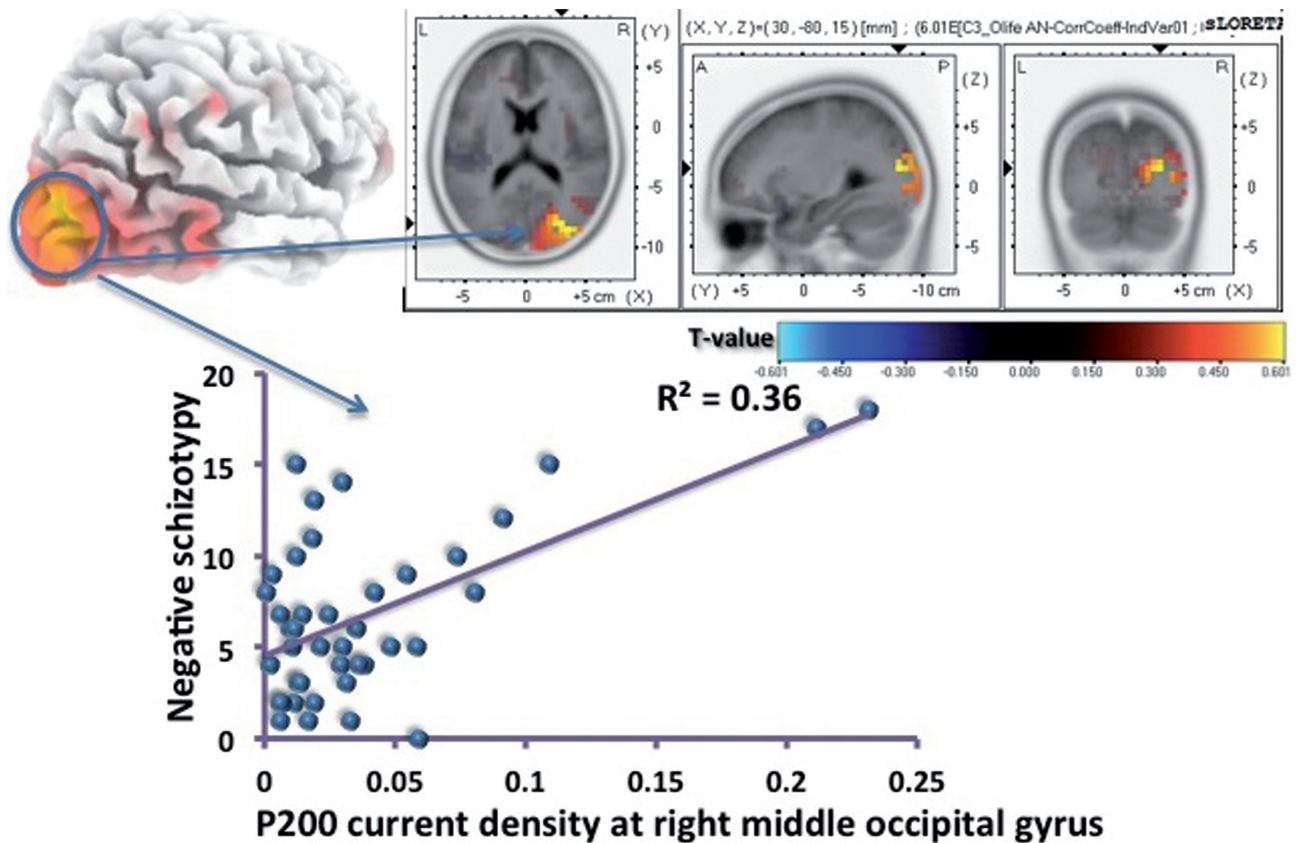 L R (Y) (X, Y, Z)=(30, -80, 15) [mm] ; (6.01E[C3_Olife AN-CorrCoeff-IndVar01 ; sLORETA
+5
0
-5
-10
-5 0 +5 cm (X)
A P (Z)
+5
0
-5
(Y) +5 0 -5 -10 cm
L R (Z)
+5
0
-5
-5 0 +5 cm (X)
T-value
-0.601 -0.450 -0.300 -0.150 0.000 0.150 0.300 0.450 0.601
R² = 0.36
Negative schizotypy
20
15
10
5
0
0 0.05 0.1 0.15 0.2 0.25
P200 current density at right middle occipital gyrus